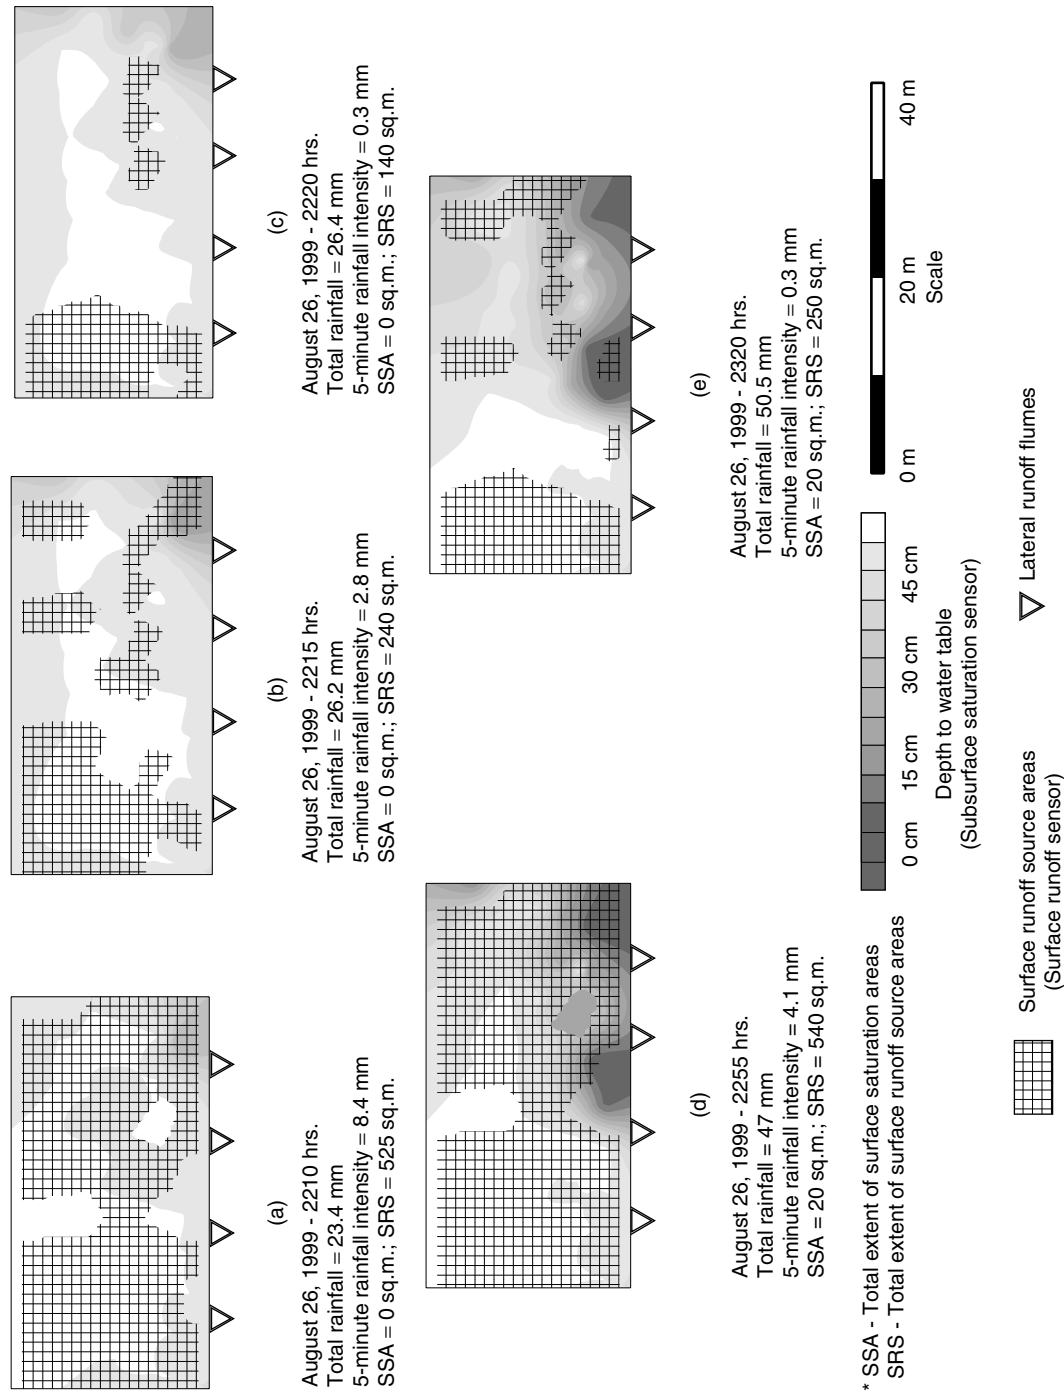 (a)
August 26, 1999 - 2210 hrs.
Total rainfall = 23.4 mm
5-minute rainfall intensity = 8.4 mm
SSA = 0 sq.m.; SRS = 525 sq.m.
(b)
August 26, 1999 - 2215 hrs.
Total rainfall = 26.2 mm
5-minute rainfall intensity = 2.8 mm
SSA = 0 sq.m.; SRS = 240 sq.m.
(c)
August 26, 1999 - 2220 hrs.
Total rainfall = 26.4 mm
5-minute rainfall intensity = 0.3 mm
SSA = 0 sq.m.; SRS = 140 sq.m.
(d)
August 26, 1999 - 2255 hrs.
Total rainfall = 47 mm
5-minute rainfall intensity = 4.1 mm
SSA = 20 sq.m.; SRS = 540 sq.m.
(e)
August 26, 1999 - 2320 hrs.
Total rainfall = 50.5 mm
5-minute rainfall intensity = 0.3 mm
SSA = 20 sq.m.; SRS = 250 sq.m.
* SSA - Total extent of surface saturation areas
SRS - Total extent of surface runoff source areas
0 cm 15 cm 30 cm 45 cm
Depth to water table
(Subsurface saturation sensor)
0 m 20 m 40 m
Scale
Surface runoff source areas
(Surface runoff sensor)
Lateral runoff flumes